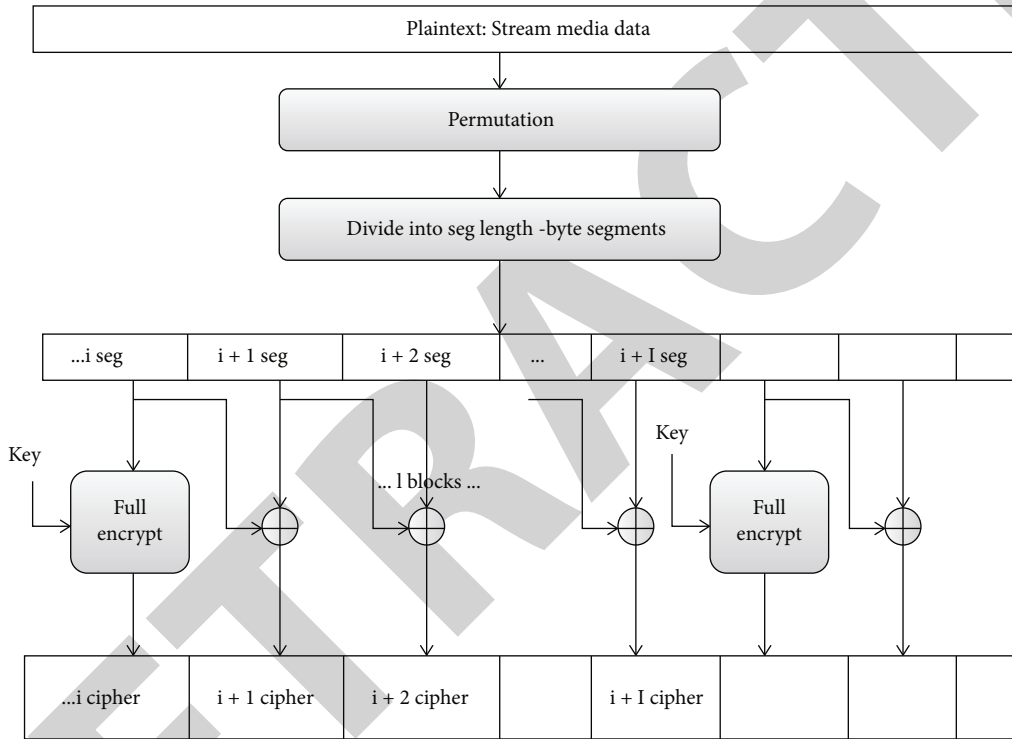 Plaintext: Stream media data
Permutation
Divide into seg length -byte segments
...i seg
i + 1 seg
i + 2 seg
...
i + I seg
Key
Key
... l blocks ...
Full
encrypt
Full
encrypt
...i cipher
i + 1 cipher
i + 2 cipher
i + I cipher
ETRACT